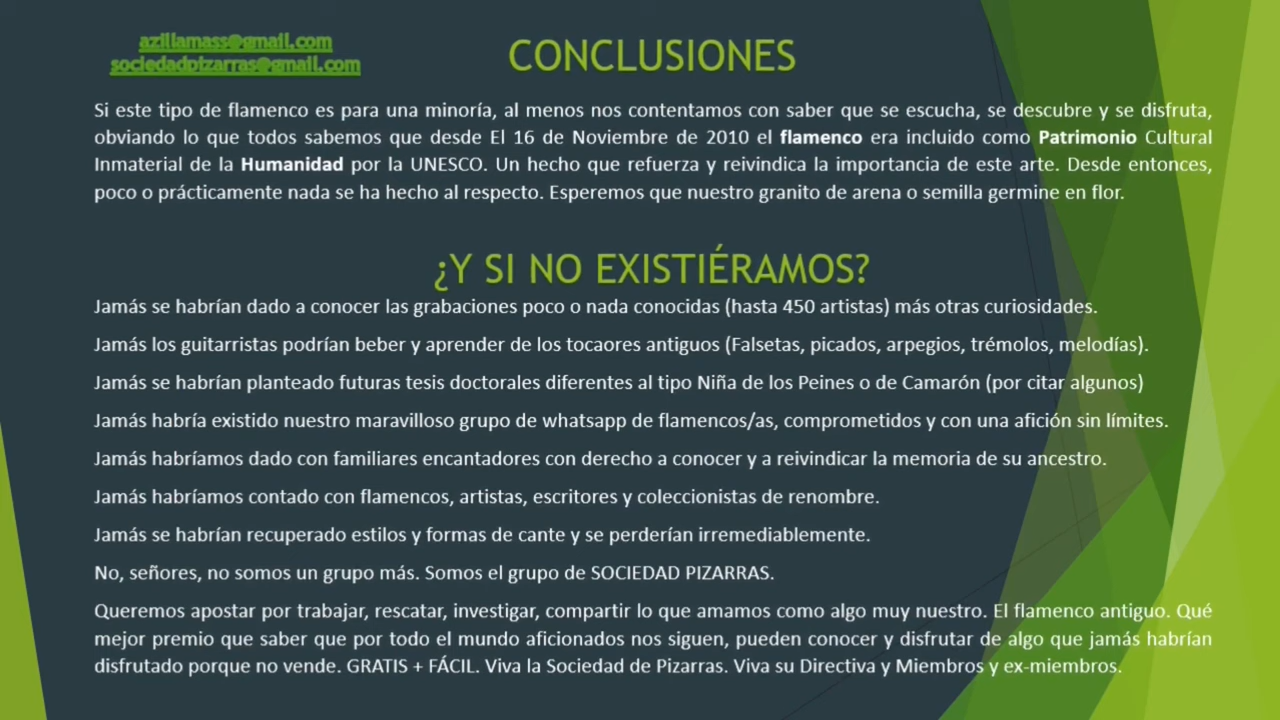 azillamass@gmail.com
sociedadpizarras@gmail.com
CONCLUSIONES
Si este tipo de flamenco es para una minoría, al menos nos contentamos con saber que se escucha, se descubre y se disfruta,
obviando lo que todos sabemos que desde El 16 de Noviembre de 2010 el flamenco era incluido como Patrimonio Cultural
Inmaterial de la Humanidad por la UNESCO. Un hecho que refuerza y reivindica la importancia de este arte. Desde entonces,
poco o prácticamente nada se ha hecho al respecto. Esperemos que nuestro granito de arena o semilla germine en flor.
¿Y SI NO EXISTIÉRAMOS?
Jamás se habrían dado a conocer las grabaciones poco o nada conocidas (hasta 450 artistas) más otras curiosidades.
Jamás los guitarristas podrían beber y aprender de los tocaores antiguos (Falsetas, picados, arpegios, trémolos, melodías).
Jamás se habrían planteado futuras tesis doctorales diferentes al tipo Niña de los Peines o de Camarón (por citar algunos)
Jamás habría existido nuestro maravilloso grupo de whatsapp de flamencos/as, comprometidos y con una afición sin límites.
Jamás habríamos dado con familiares encantadores con derecho a conocer y a reivindicar la memoria de su ancestro.
Jamás habríamos contado con flamencos, artistas, escritores y coleccionistas de renombre.
Jamás se habrían recuperado estilos y formas de cante y se perderían irremediablemente.
No, señores, no somos un grupo más. Somos el grupo de SOCIEDAD PIZARRAS.
Queremos apostar por trabajar, rescatar, investigar, compartir lo que amamos como algo muy nuestro. El flamenco antiguo. Qué
mejor premio que saber que por todo el mundo aficionados nos siguen, pueden conocer y disfrutar de algo que jamás habrían
disfrutado porque no vende. GRATIS + FÁCIL. Viva la Sociedad de Pizarras. Viva su Directiva y Miembros y ex-miembros.